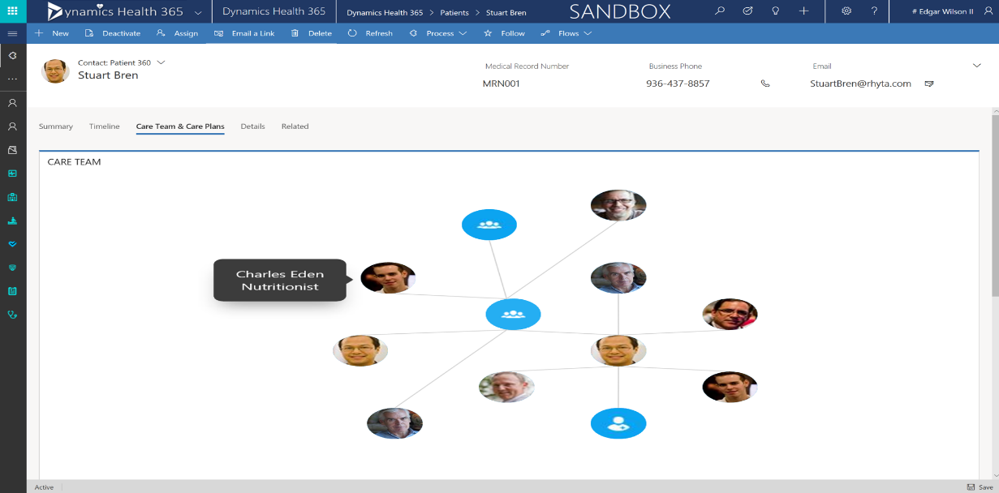 Dynamics Health 365
Dynamics Health 365
Dynamics Health 365 > Patients > Stuart Bren
SANDBOX
# Edgar Wilson II
New
Deactivate
Assign
Email a Link
Delete
Refresh
Process
Follow
Flows
Contact: Patient 360
Stuart Bren
Medical Record Number
MRN001
Business Phone
936-437-8857
Email
StuartBren@rhyta.com
Summary
Timeline
Care Team & Care Plans
Details
Related
CARE TEAM
Charles Eden
Nutritionist
Active
Save